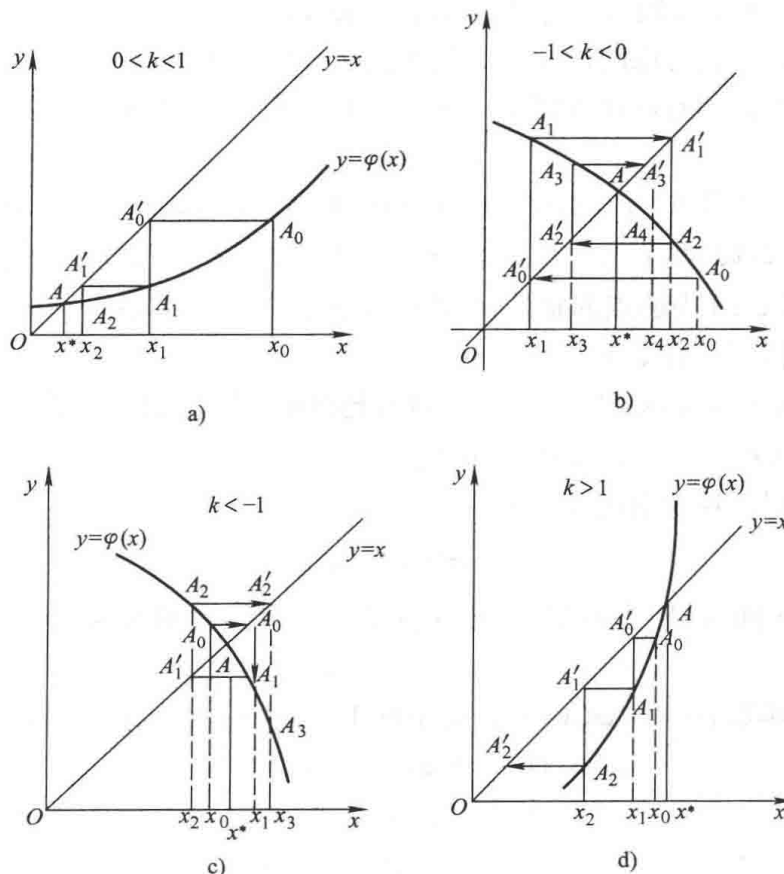 y 0<k<1 y=x
y=φ(x)
A'₀ A₀
A'₁
A A₂ A₁
O x* x₂ x₁ x₀ x
a)
y −1<k<0
A₁ A'₁
A₃ A A'₃
A'₂ A₄ A₂
A'₀ A₀
O x₁ x₃ x* x₄ x₂ x₀ x
b)
y k<−1
y=φ(x) y=x
A₂ A'₂
A₀ A₀
A'₁ A A₁
A₃
O x₂ x₀ x* x₁ x₃ x
c)
y k>1 y=φ(x)
y=x
A
A'₀ A₀
A'₁ A₁
A'₂ A₂
O x₂ x₁ x₀ x* x
d)